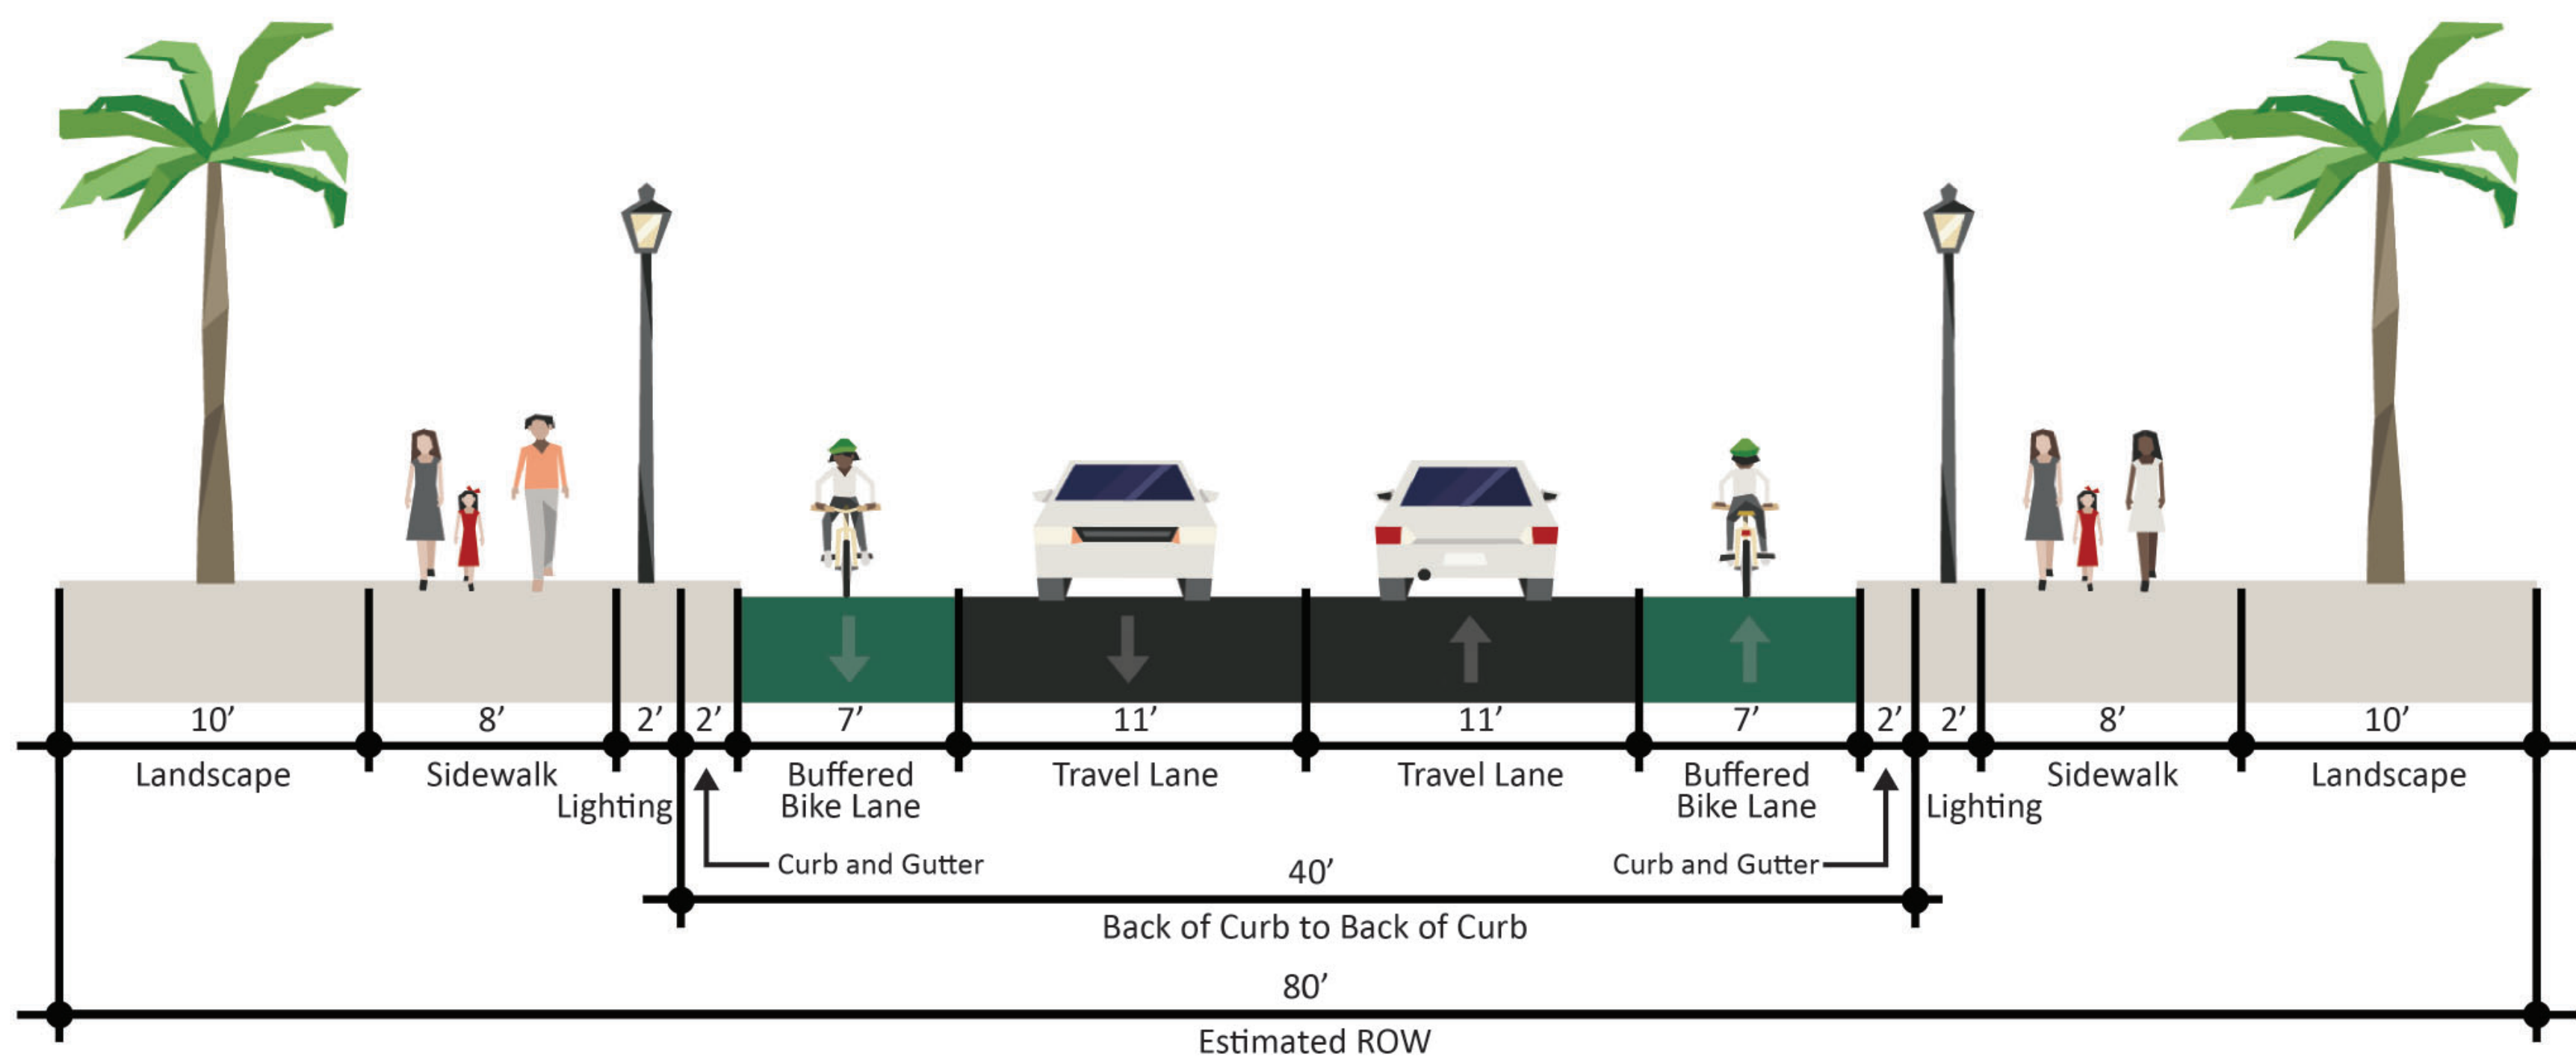 10’ 8’ 2’ 2’ 7’ 11’ 11’ 7’ 2’ 2’ 8’ 10’
Landscape Sidewalk Buffered Travel Lane Travel Lane Buffered Sidewalk Landscape
Lighting Bike Lane Bike Lane Lighting
Curb and Gutter 40’ Curb and Gutter
Back of Curb to Back of Curb
80’
Estimated ROW